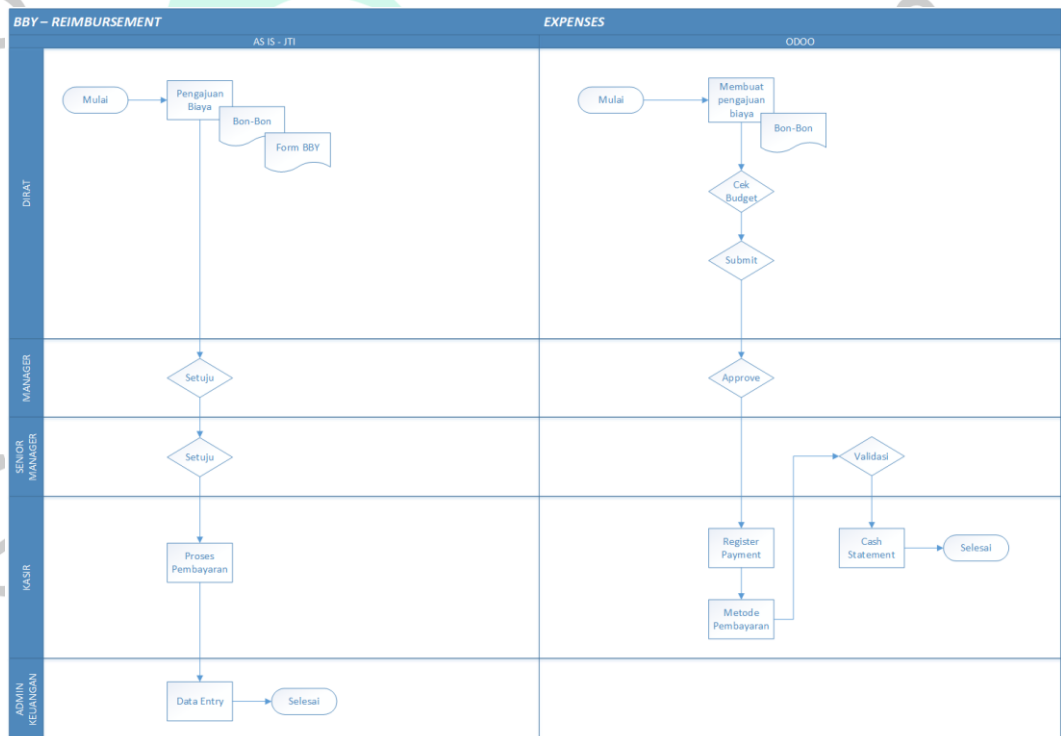 BBY – REIMBURSEMENT
EXPENSES
AS IS - JTI
ODOO
DIRAT
Mulai
Pengajuan
Biaya
Bon-Bon
Form BBY
Mulai
Membuat
pengajuan
biaya
Bon-Bon
Cek
Budget
Submit
MANAGER
Setuju
Approve
SENIOR
MANAGER
Setuju
Validasi
KASIR
Proses
Pembayaran
Register
Payment
Cash
Statement
Selesai
Metode
Pembayaran
ADMIN
KEUANGAN
Data Entry
Selesai